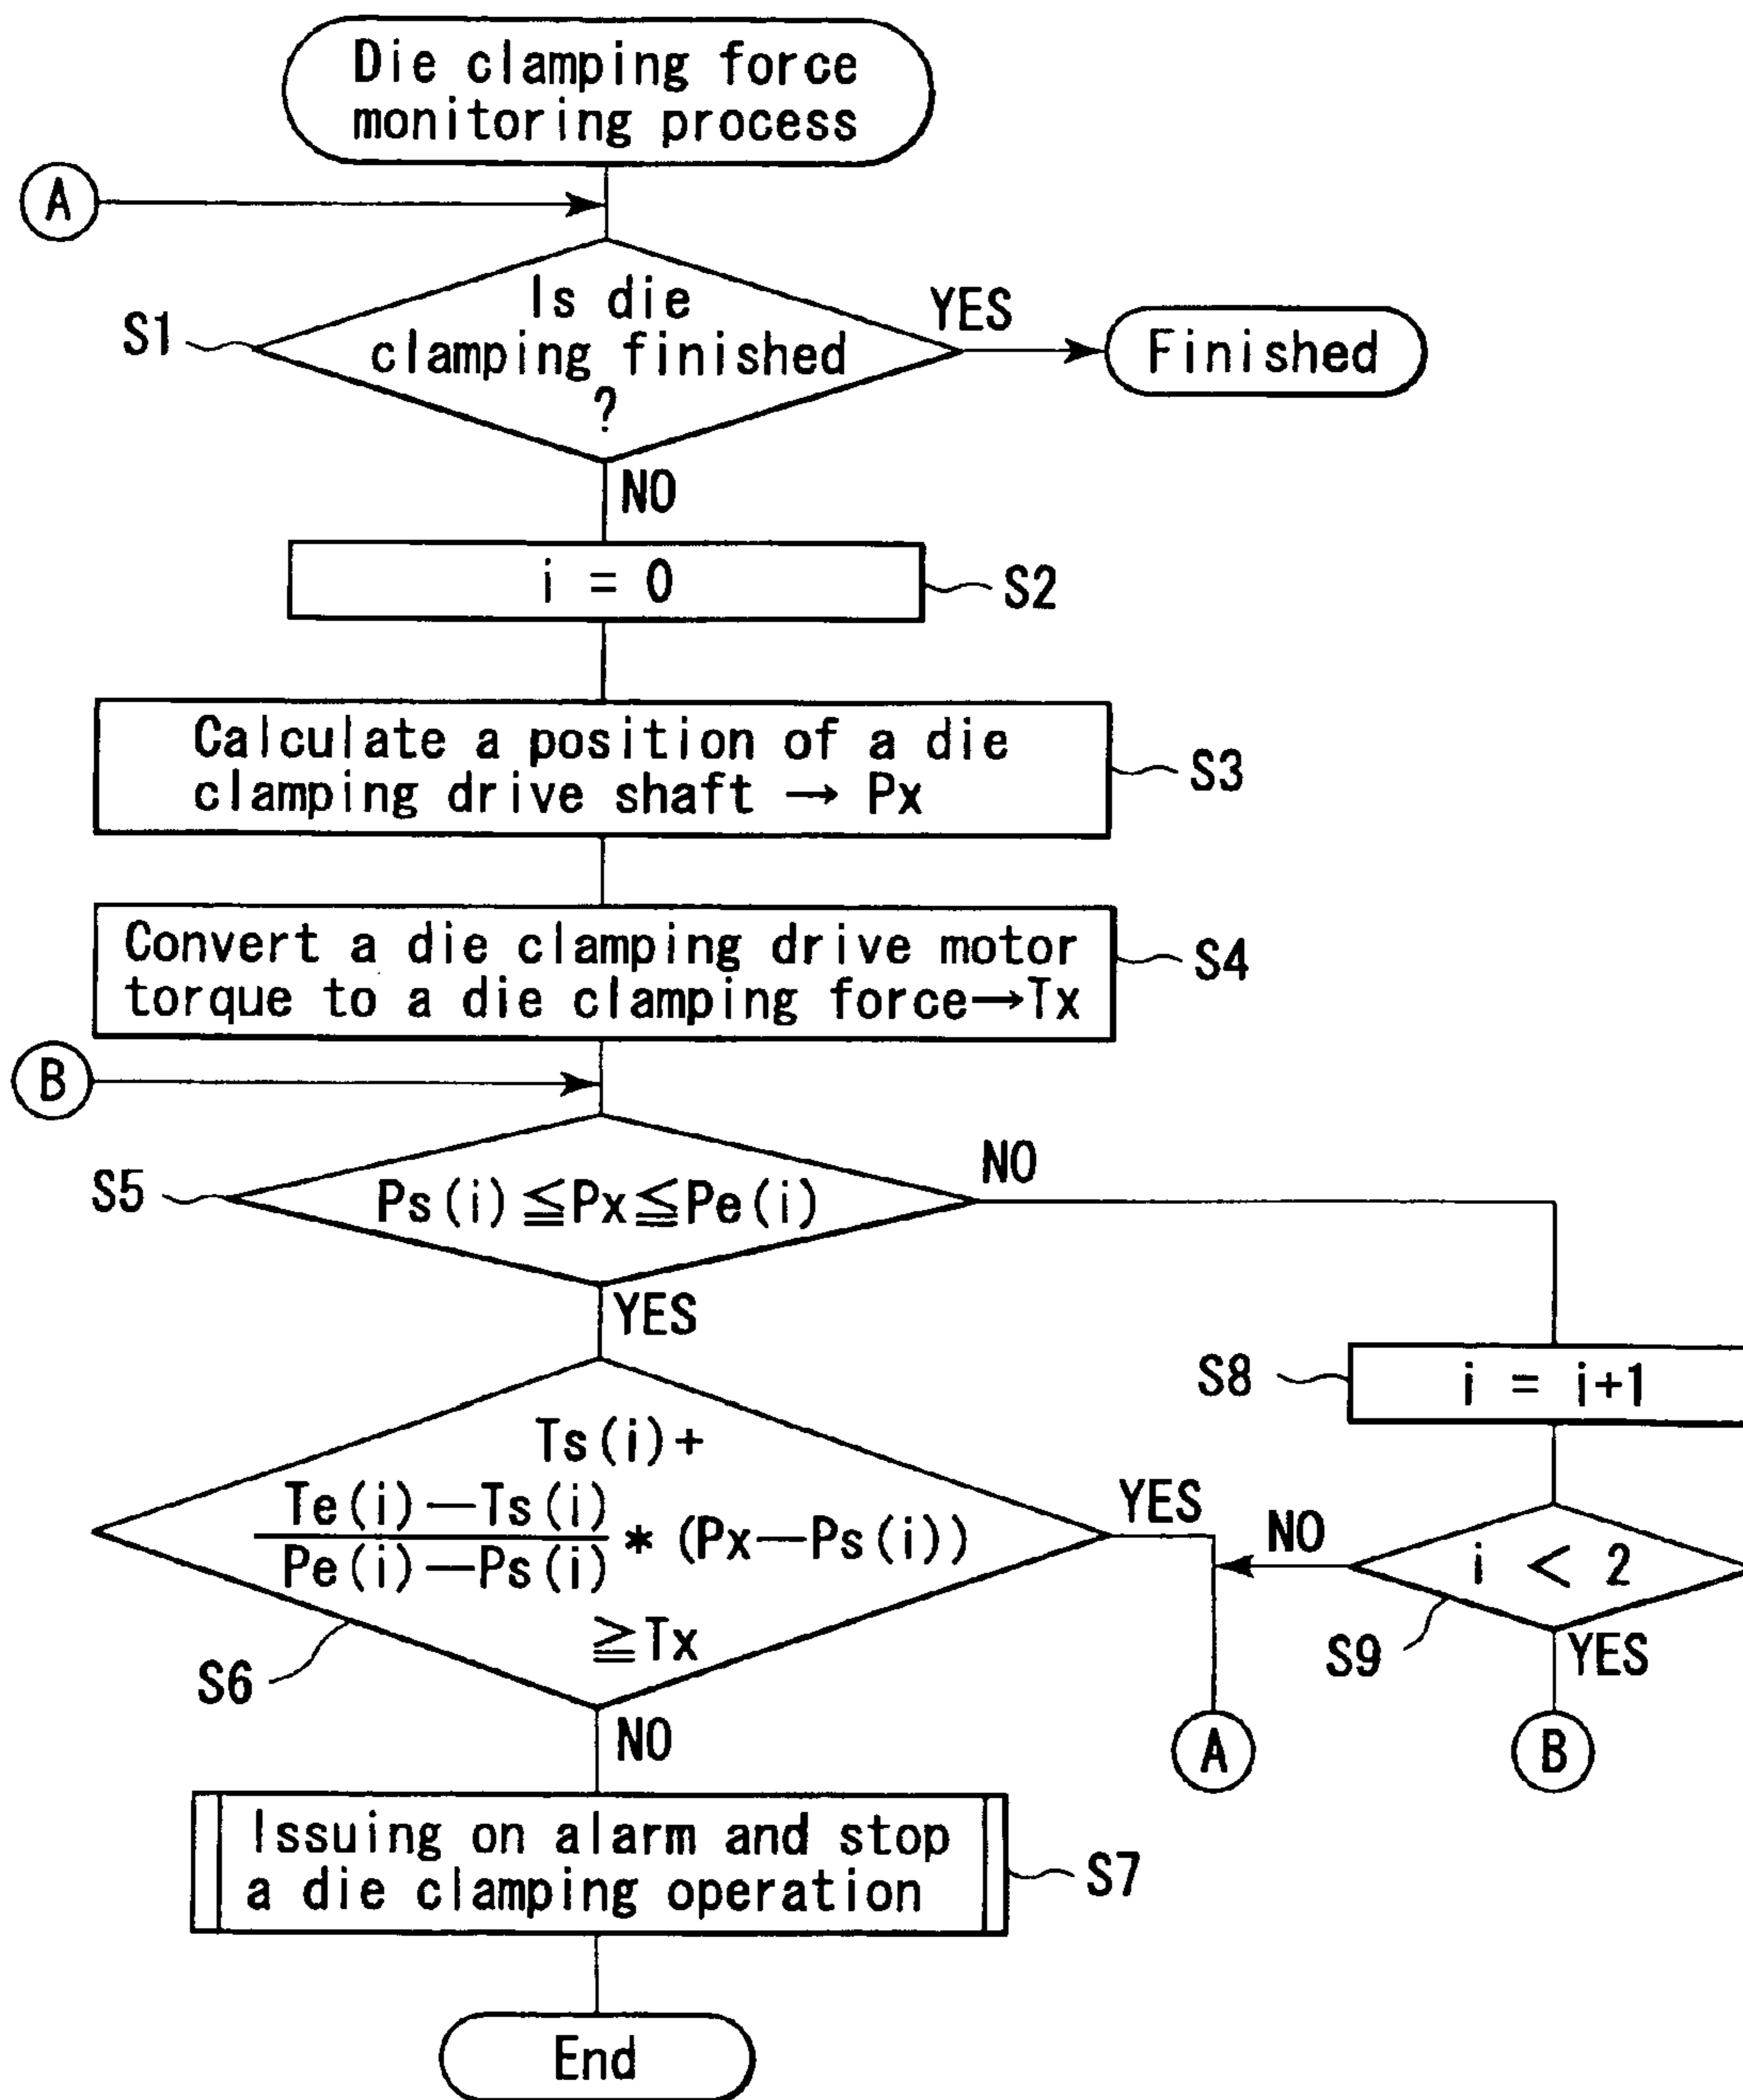 Die clamping force
monitoring process
A
Is die
clamping finished
?
S1
YES
Finished
NO
i = 0
S2
Calculate a position of a die
clamping drive shaft → Px
S3
Convert a die clamping drive motor
torque to a die clamping force→Tx
S4
B
Ps(i)≦Px≦Pe(i)
S5
NO
YES
S8
i = i+1
Ts(i)+
Te(i)—Ts(i)
Pe(i)—Ps(i)
* (Px—Ps(i))
≧Tx
S6
YES
NO
i < 2
S9
YES
A
B
NO
Issuing on alarm and stop
a die clamping operation
S7
End